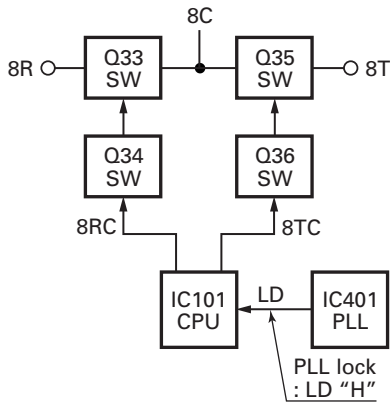 8C
8R
Q33
SW
Q35
SW
8T
Q34
SW
Q36
SW
8RC
8TC
IC101
CPU
LD
IC401
PLL
PLL lock
: LD “H”